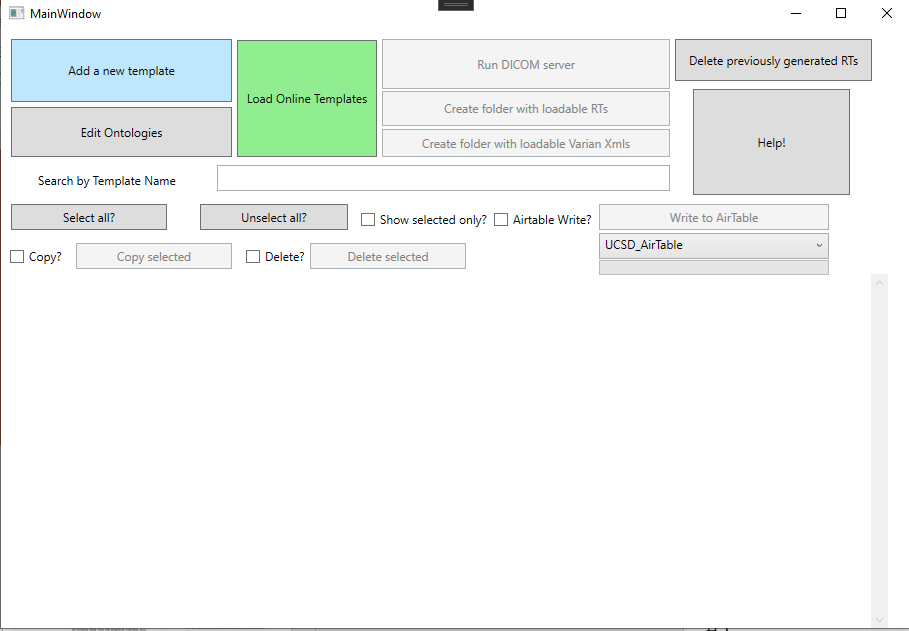 MainWindow
Add a new template
Load Online Templates
Run DICOM server
Delete previously generated RTs
Edit Ontologies
Create folder with loadable RTs
Create folder with loadable Varian Xmls
Help!
Search by Template Name
Select all?
Unselect all?
Show selected only?
Airtable Write?
Write to AirTable
UCSD_AirTable
Copy?
Copy selected
Delete?
Delete selected